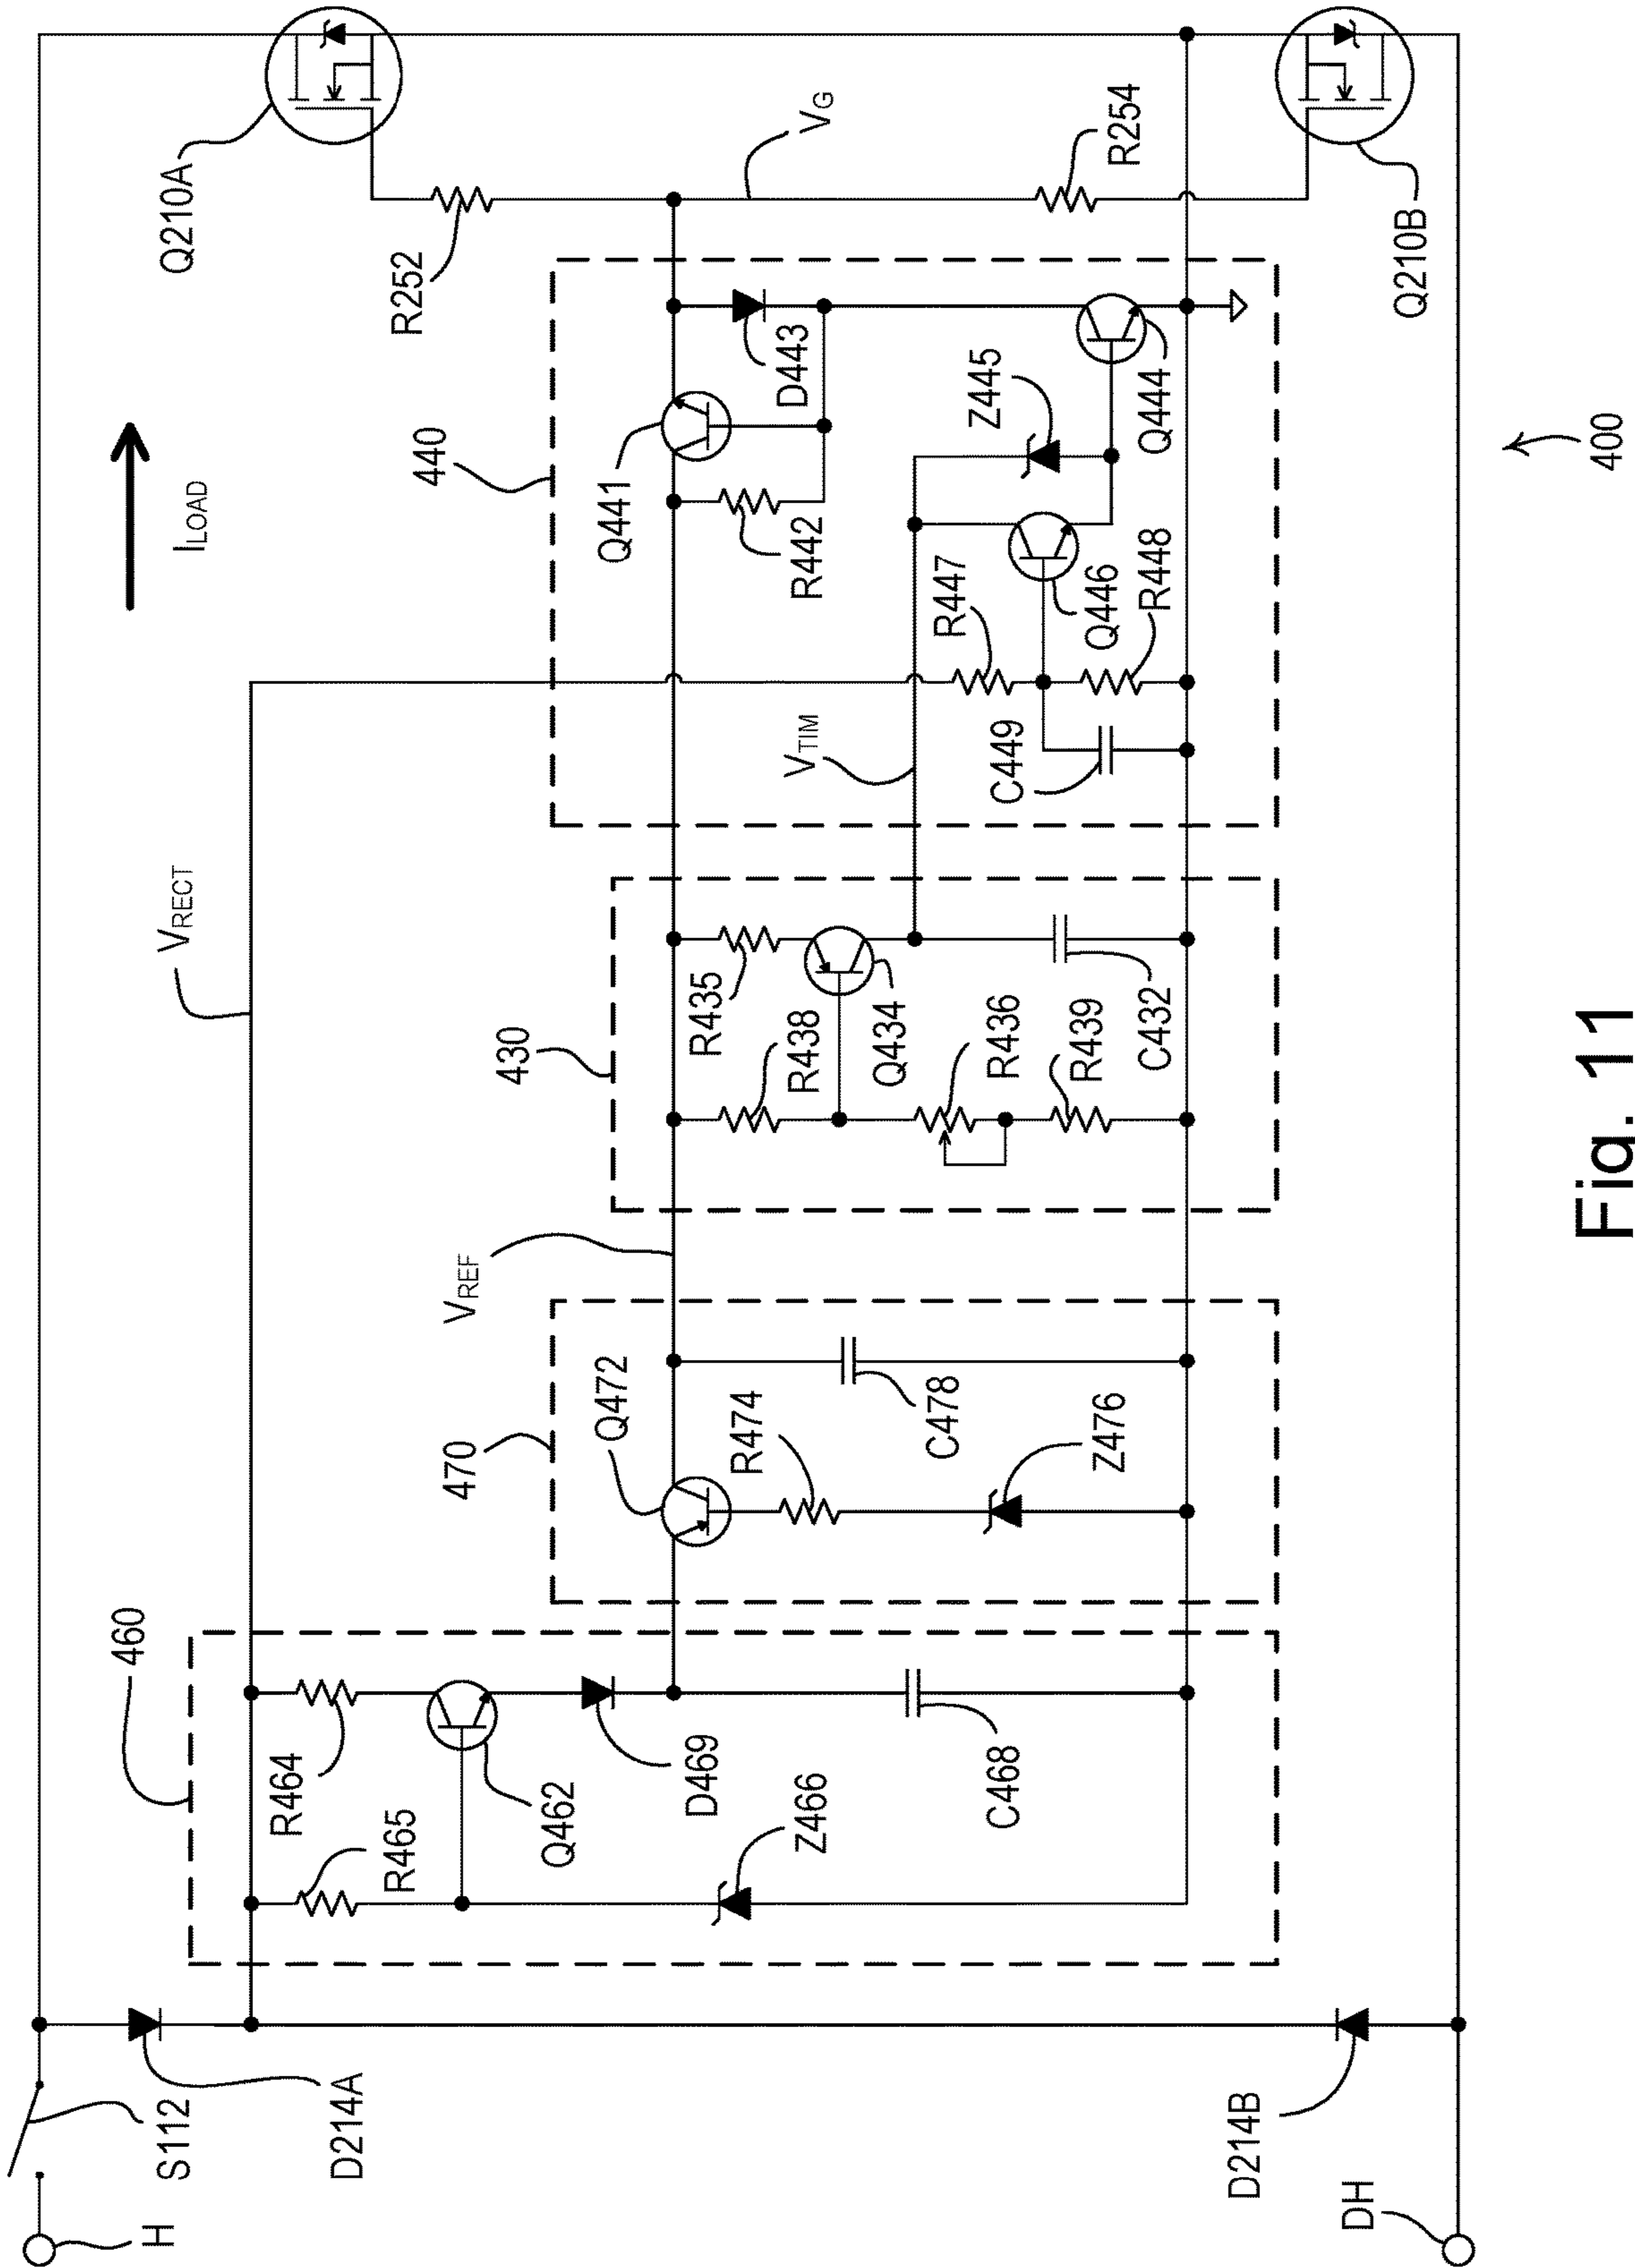 H
S112
D214A
D214B
DH
460
R464
R465
Q462
D469
Z466
C468
470
Q472
R474
C478
Z476
VREF
VRECT
430
R435
R438
Q434
R436
R439
C432
VTIM
440
Q441
R442
D443
Z445
Q444
R447
Q446
R448
C449
ILOAD
Q210A
R252
VG
R254
Q210B
400
Fig. 11